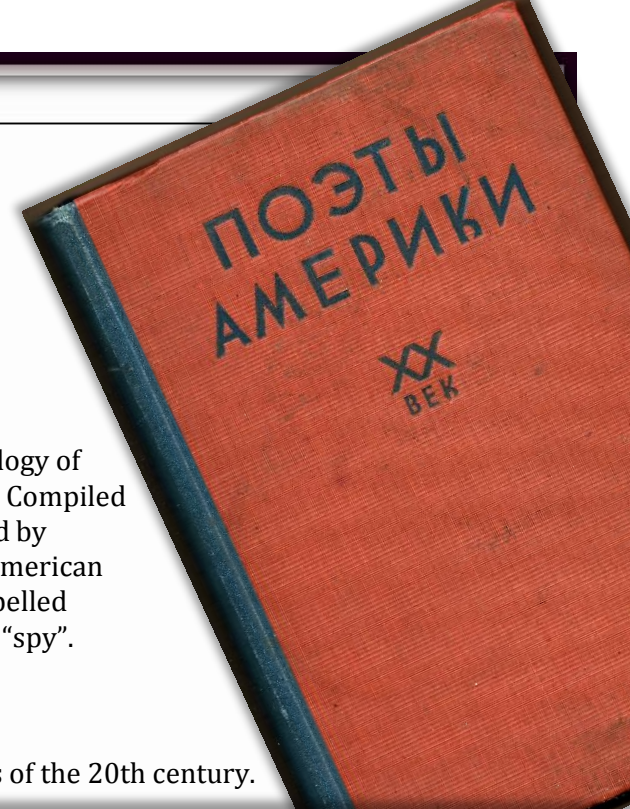 ПОЭТЫ
АМЕРИКИ
XX
ВЕК
logy of
Compiled
d by
merican
pelled
“spy”.
s of the 20th century.